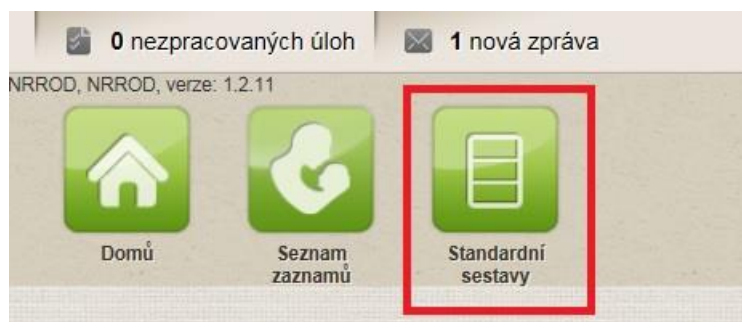 0 nezpracovaných úloh
1 nová zpráva
NRROD, NRROD, verze: 1.2.11
Domů
Seznam
zaznamů
Standardní
sestavy